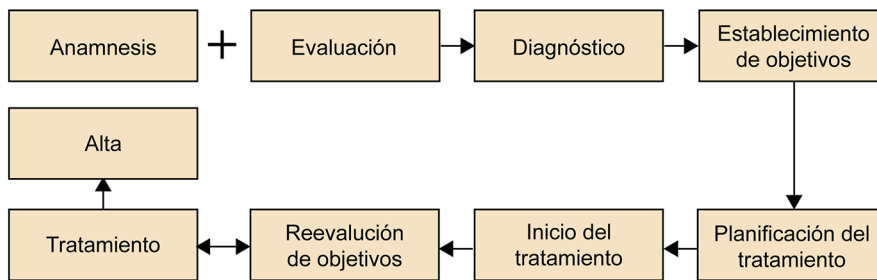 Anamnesis
+
Evaluación
Diagnóstico
Establecimiento
de objetivos
Alta
Tratamiento
Reevalución
de objetivos
Inicio del
tratamiento
Planificación del
tratamiento